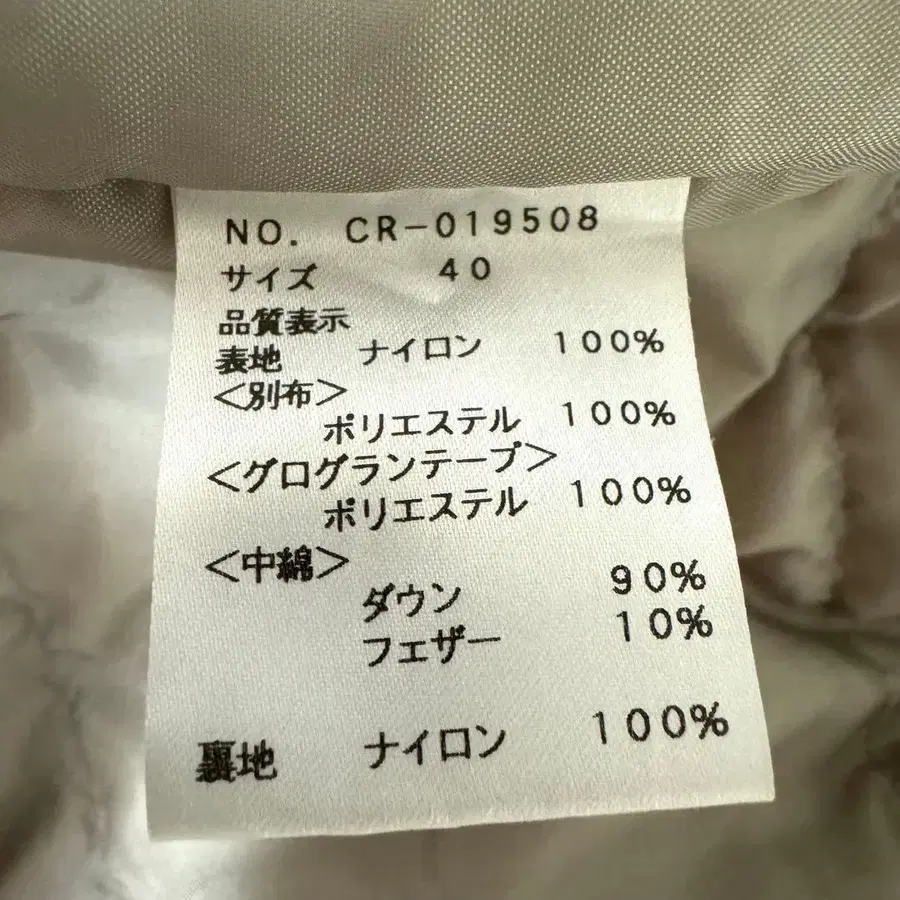 NO. CR-019508
サイズ 40
品質表示
表地 ナイロン 100%
<別布>
ポリエステル 100%
<グログランテープ>
ポリエステル 100%
<中綿>
ダウン 90%
フェザー 10%
裏地 ナイロン 100%